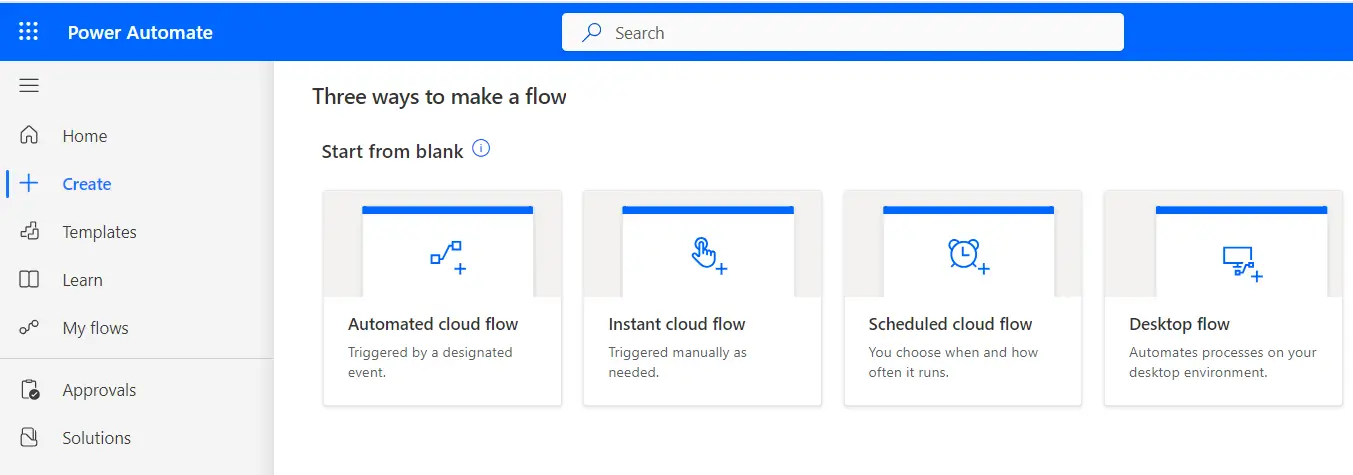 Power Automate
Search
Home
Create
Templates
Learn
My flows
Approvals
Solutions
Three ways to make a flow
Start from blank
Automated cloud flow
Triggered by a designated
event.
Instant cloud flow
Triggered manually as
needed.
Scheduled cloud flow
You choose when and how
often it runs.
Desktop flow
Automates processes on your
desktop environment.